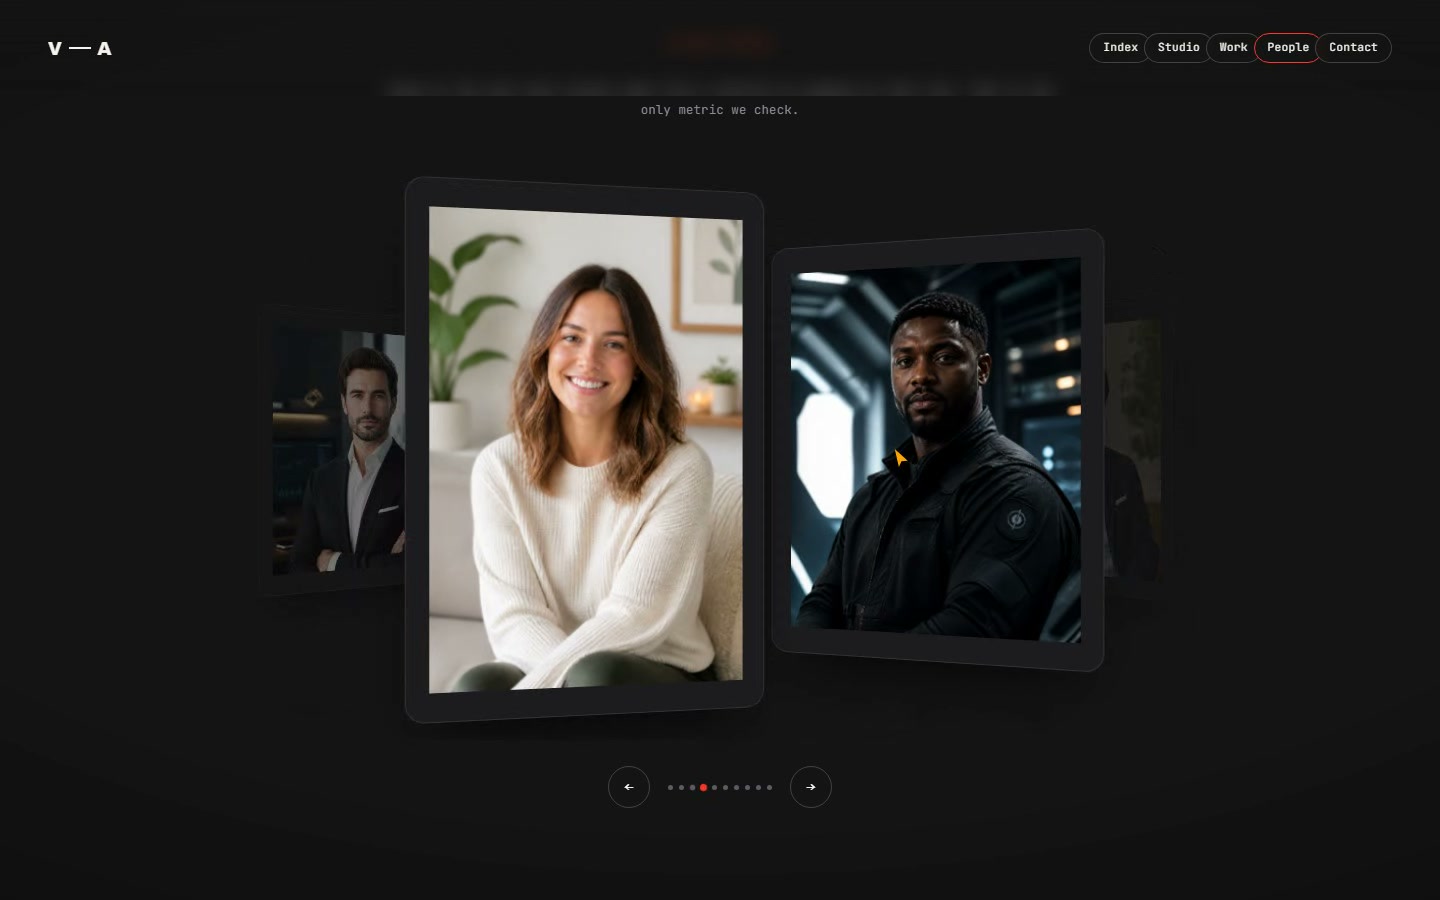 V — A
Index Studio Work People Contact
only metric we check.
← →